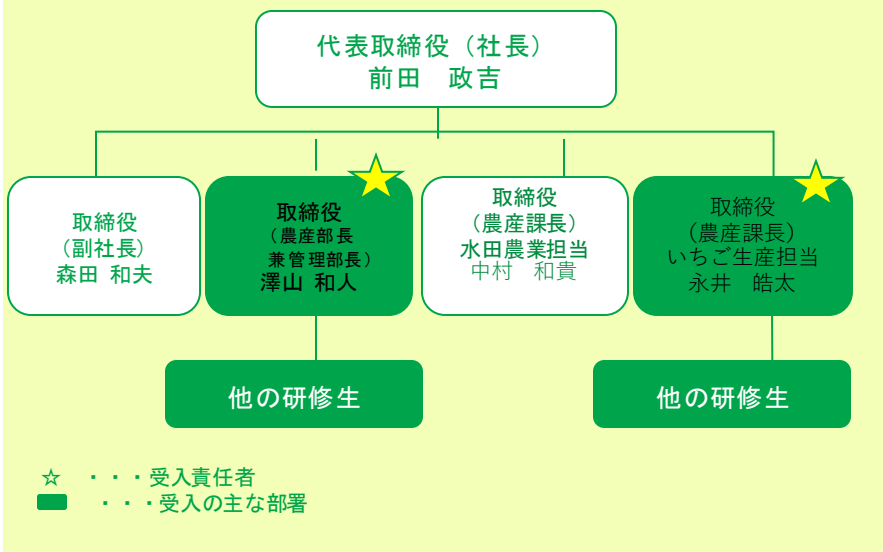 代表取締役（社長）
前田　政吉
取締役
（副社長）
森田 和夫
取締役
（農産部長
兼管理部長）
澤山 和人
取締役
（農産課長）
水田農業担当
中村　和貴
取締役
（農産課長）
いちご生産担当
永井　皓太
他の研修生
他の研修生
☆ ・・・受入責任者
・・・受入の主な部署